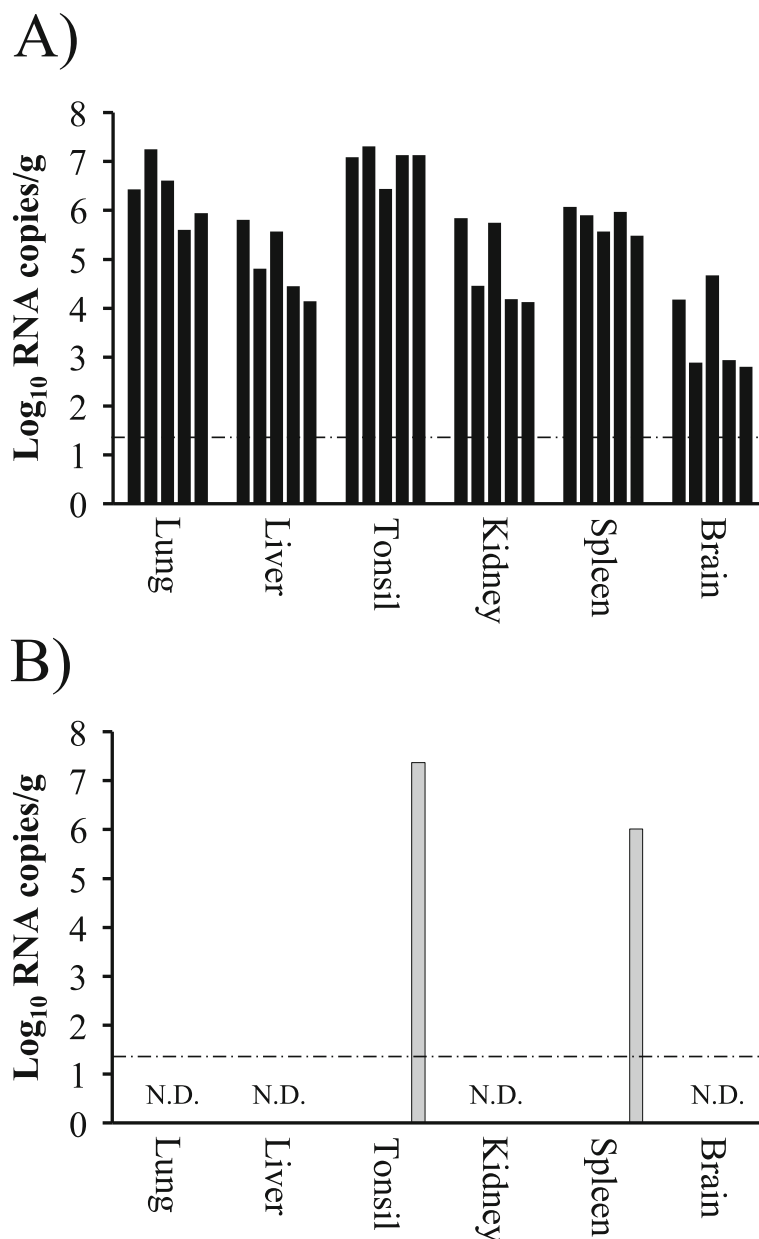 A)
Log10 RNA copies/g
8
7
6
5
4
3
2
1
0
Lung
Liver
Tonsil
Kidney
Spleen
Brain
B)
Log10 RNA copies/g
8
7
6
5
4
3
2
1
0
N.D.
N.D.
N.D.
N.D.
Lung
Liver
Tonsil
Kidney
Spleen
Brain